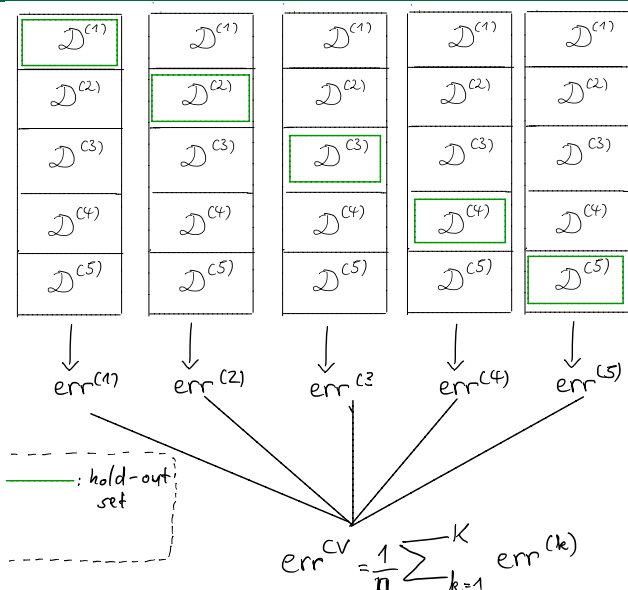 𝒟^(1) 𝒟^(1) 𝒟^(1) 𝒟^(1) 𝒟^(1)
𝒟^(2) 𝒟^(2) 𝒟^(2) 𝒟^(2) 𝒟^(2)
𝒟^(3) 𝒟^(3) 𝒟^(3) 𝒟^(3) 𝒟^(3)
𝒟^(4) 𝒟^(4) 𝒟^(4) 𝒟^(4) 𝒟^(4)
𝒟^(5) 𝒟^(5) 𝒟^(5) 𝒟^(5) 𝒟^(5)
err^(1) err^(2) err^(3 err^(4) err^(5)
: hold-out
set
err^CV = 1/n ∑_{k=1}^{K} err^(k)